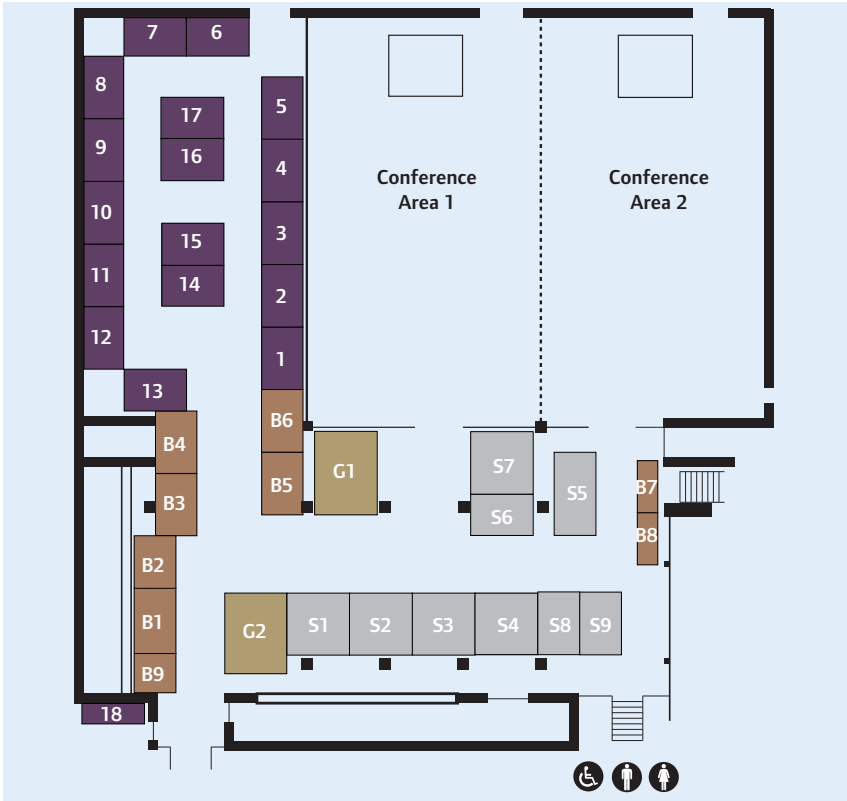 7 6
8
17
5
9
16
4
Conference
Area 1
Conference
Area 2
10
15
3
11
14
2
12
1
13
B6
B4
G1
S7
S5
B5
B7
B3
S6
B8
B2
B1
G2
S1 S2 S3 S4 S8 S9
B9
18